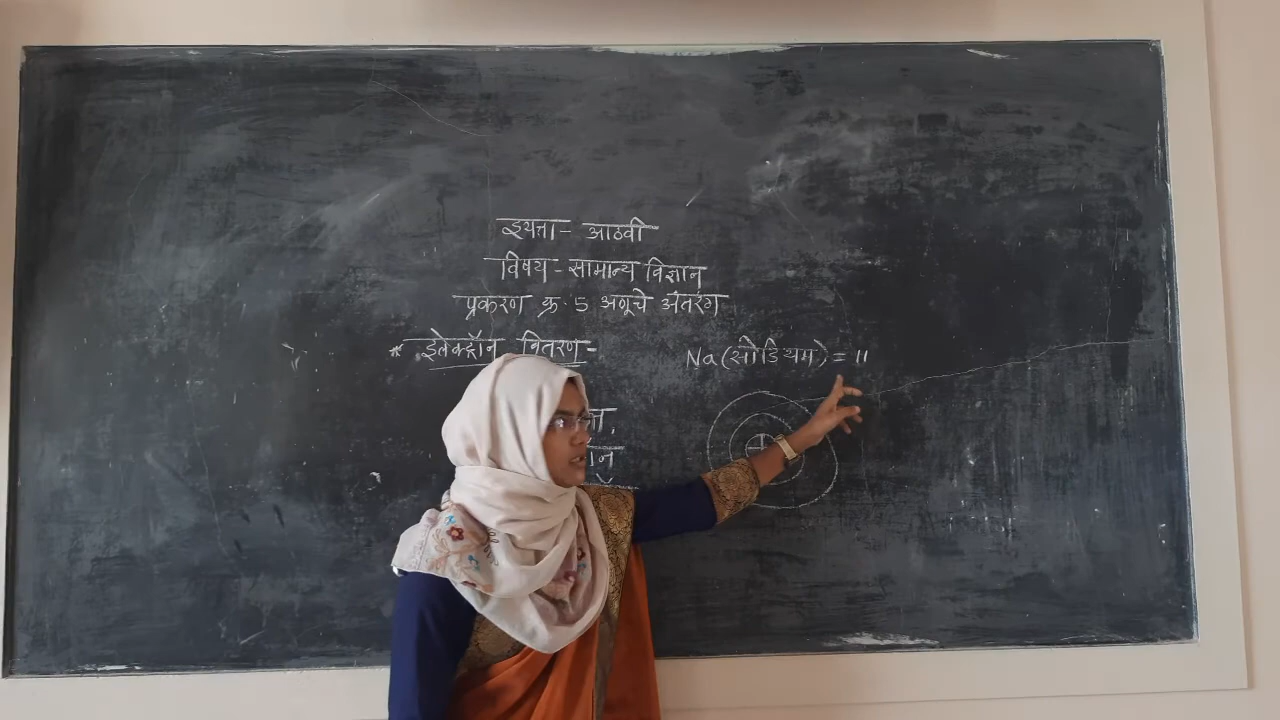 इयत्ता - आठवी
विषय - सामान्य विज्ञान
प्रकरण क्र. 5 अणूचे अंतरंग
* इलेक्ट्रॉन वितरण -
Na (सोडियम) = 11